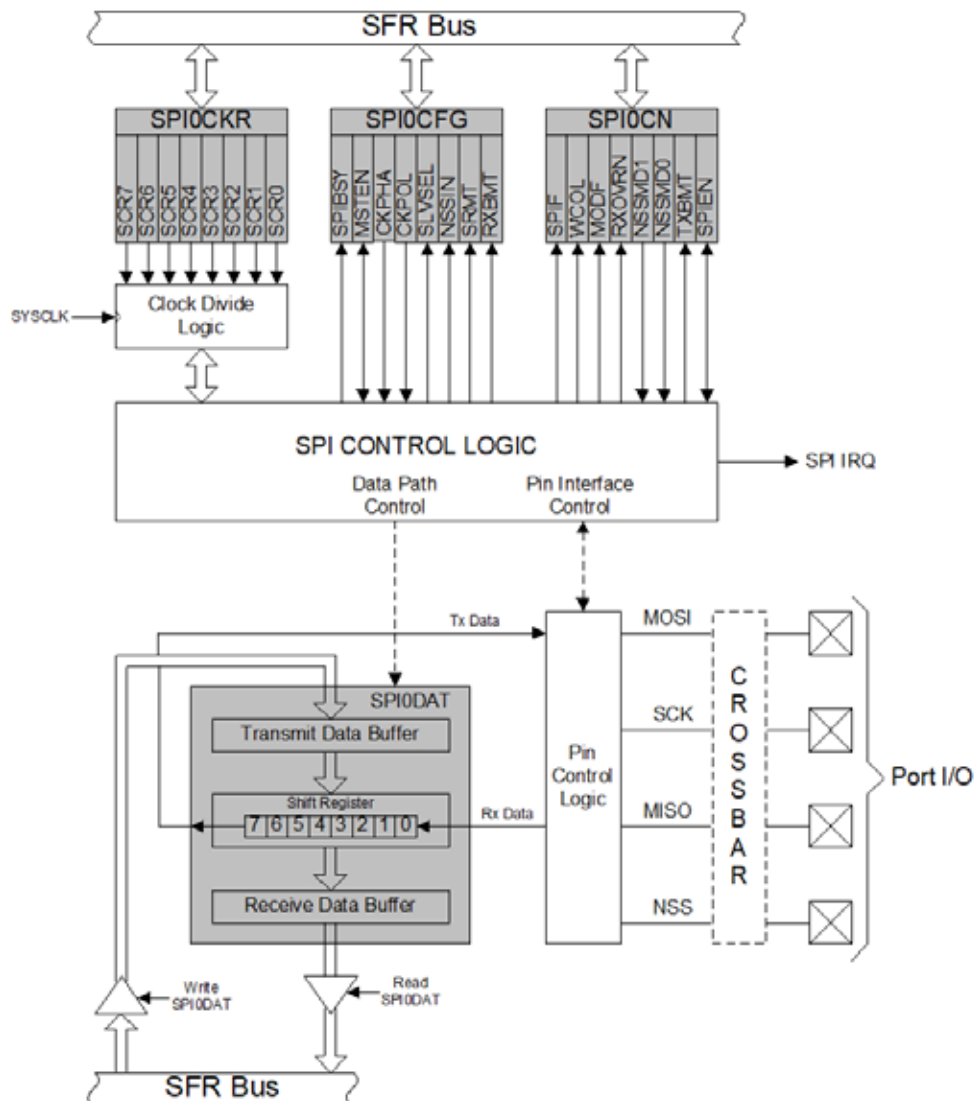 SFR Bus
SPI0CKR
SCR7
SCR6
SCR5
SCR4
SCR3
SCR2
SCR1
SCR0
SPI0CFG
SPIBSY
MSTEN
CKPHA
CKPOL
SLVSEL
NSSIN
SRMT
RXBMT
SPI0CN
SPIF
WCOL
MODF
RXOVRN
NSSMD1
NSSMD0
TXBMT
SPIEN
SYSCLK
Clock Divide
Logic
SPI CONTROL LOGIC
Data Path
Control
Pin Interface
Control
SPI IRQ
Tx Data
SPI0DAT
Transmit Data Buffer
Shift Register
7 6 5 4 3 2 1 0
Rx Data
Receive Data Buffer
Pin
Control
Logic
MOSI
SCK
MISO
NSS
CROSSBAR
Port I/O
Write
SPI0DAT
Read
SPI0DAT
SFR Bus